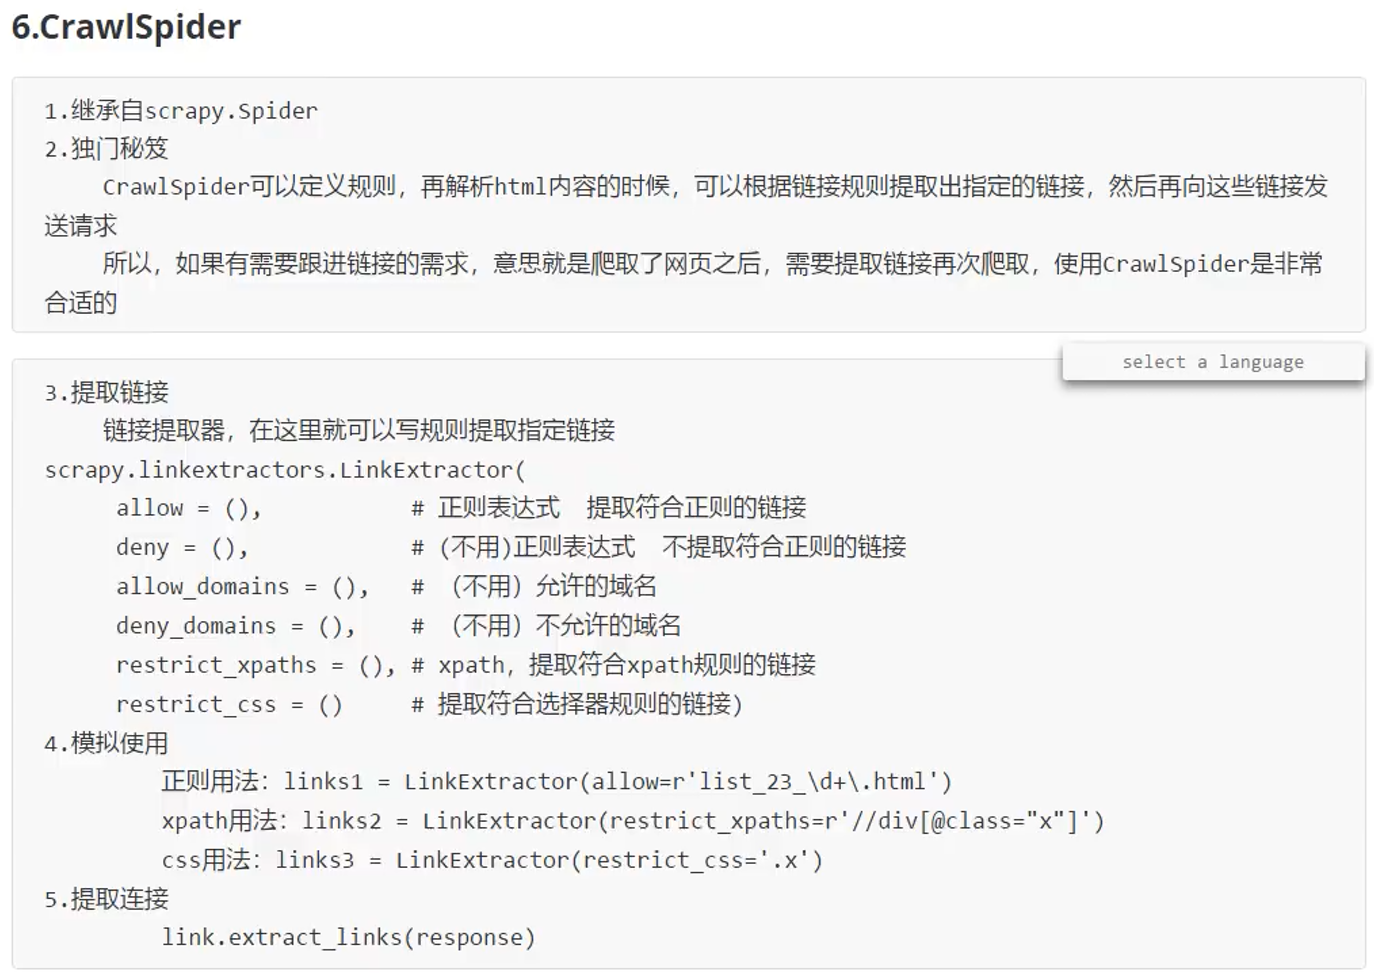 6.CrawlSpider
1.继承自scrapy.Spider
2.独门秘笈
CrawlSpider可以定义规则，再解析html内容的时候，可以根据链接规则提取出指定的链接，然后再向这些链接发
送请求
所以，如果有需要跟进链接的需求，意思就是爬取了网页之后，需要提取链接再次爬取，使用CrawlSpider是非常
合适的
select a language
3.提取链接
链接提取器，在这里就可以写规则提取指定链接
scrapy.linkextractors.LinkExtractor(
allow = (), # 正则表达式 提取符合正则的链接
deny = (), # (不用)正则表达式 不提取符合正则的链接
allow_domains = (), # （不用）允许的域名
deny_domains = (), # （不用）不允许的域名
restrict_xpaths = (), # xpath，提取符合xpath规则的链接
restrict_css = () # 提取符合选择器规则的链接)
4.模拟使用
正则用法：links1 = LinkExtractor(allow=r'list_23_\d+\.html')
xpath用法：links2 = LinkExtractor(restrict_xpaths=r'//div[@class="x"]')
css用法：links3 = LinkExtractor(restrict_css='.x')
5.提取连接
link.extract_links(response)